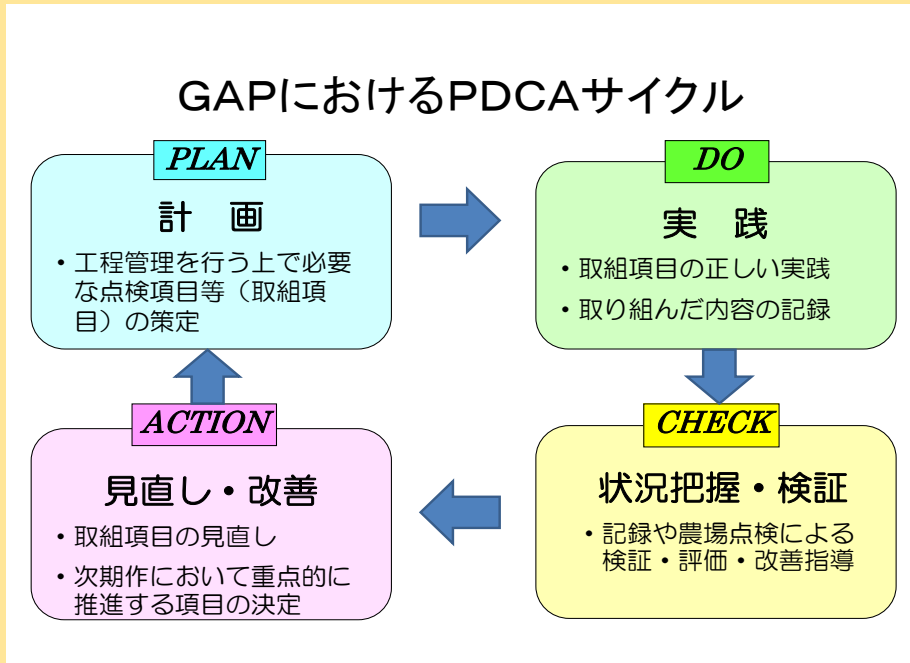 GAPにおけるPDCAサイクル
PLAN
計　画
・工程管理を行う上で必要
な点検項目等（取組項
目）の策定
DO
実　践
・取組項目の正しい実践
・取り組んだ内容の記録
CHECK
状況把握・検証
・記録や農場点検による
検証・評価・改善指導
ACTION
見直し・改善
・取組項目の見直し
・次期作において重点的に
推進する項目の決定